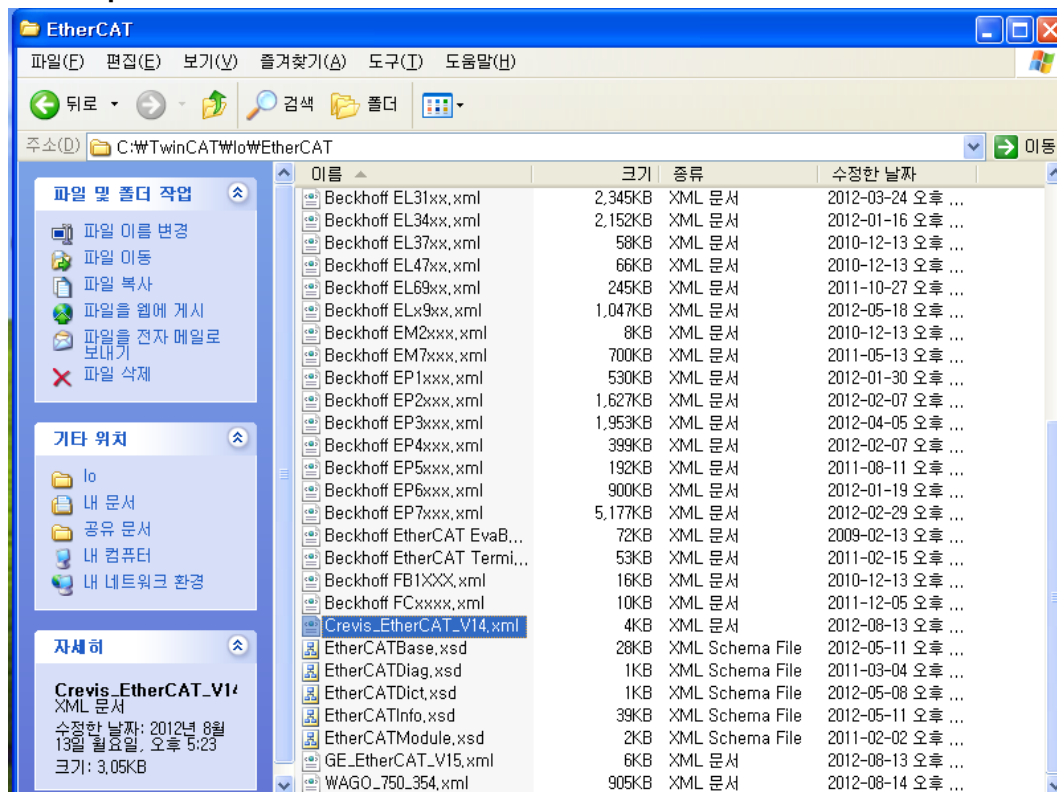 EtherCAT
파일(F) 편집(E) 보기(V) 즐겨찾기(A) 도구(T) 도움말(H)
뒤로 검색 폴더
주소(D) C:₩TwinCAT₩Io₩EtherCAT 이동
파일 및 폴더 작업
파일 이름 변경
파일 이동
파일 복사
파일을 웹에 게시
파일을 전자 메일로
보내기
파일 삭제
기타 위치
Io
내 문서
공유 문서
내 컴퓨터
내 네트워크 환경
자세히
Crevis_EtherCAT_V14
XML 문서
수정한 날짜: 2012년 8월
13일 월요일, 오후 5:23
크기: 3,05KB
이름 크기 종류 수정한 날짜
Beckhoff EL31xx,xml 2,345KB XML 문서 2012-03-24 오후 ...
Beckhoff EL34xx,xml 2,152KB XML 문서 2012-01-16 오후 ...
Beckhoff EL37xx,xml 58KB XML 문서 2010-12-13 오후 ...
Beckhoff EL47xx,xml 66KB XML 문서 2010-12-13 오후 ...
Beckhoff EL69xx,xml 245KB XML 문서 2011-10-27 오후 ...
Beckhoff ELx9xx,xml 1,047KB XML 문서 2012-05-18 오후 ...
Beckhoff EM2xxx,xml 8KB XML 문서 2010-12-13 오후 ...
Beckhoff EM7xxx,xml 700KB XML 문서 2011-05-13 오후 ...
Beckhoff EP1xxx,xml 530KB XML 문서 2012-01-30 오후 ...
Beckhoff EP2xxx,xml 1,627KB XML 문서 2012-02-07 오후 ...
Beckhoff EP3xxx,xml 1,953KB XML 문서 2012-04-05 오후 ...
Beckhoff EP4xxx,xml 399KB XML 문서 2012-02-07 오후 ...
Beckhoff EP5xxx,xml 192KB XML 문서 2011-08-11 오후 ...
Beckhoff EP6xxx,xml 900KB XML 문서 2012-01-19 오후 ...
Beckhoff EP7xxx,xml 5,177KB XML 문서 2012-02-29 오후 ...
Beckhoff EtherCAT EvaB... 72KB XML 문서 2009-02-13 오후 ...
Beckhoff EtherCAT Termi... 53KB XML 문서 2011-02-15 오후 ...
Beckhoff FB1XXX,xml 16KB XML 문서 2010-12-13 오후 ...
Beckhoff FCxxxx,xml 10KB XML 문서 2011-12-05 오후 ...
Crevis_EtherCAT_V14,xml 4KB XML 문서 2012-08-13 오후 ...
EtherCATBase,xsd 28KB XML Schema File 2012-05-11 오후 ...
EtherCATDiag,xsd 1KB XML Schema File 2011-03-04 오후 ...
EtherCATDict,xsd 1KB XML Schema File 2012-05-08 오후 ...
EtherCATInfo,xsd 39KB XML Schema File 2012-05-11 오후 ...
EtherCATModule,xsd 2KB XML Schema File 2011-02-02 오후 ...
GE_EtherCAT_V15,xml 6KB XML 문서 2012-08-13 오후 ...
WAGO_750_354,xml 905KB XML 문서 2012-08-14 오후 ...